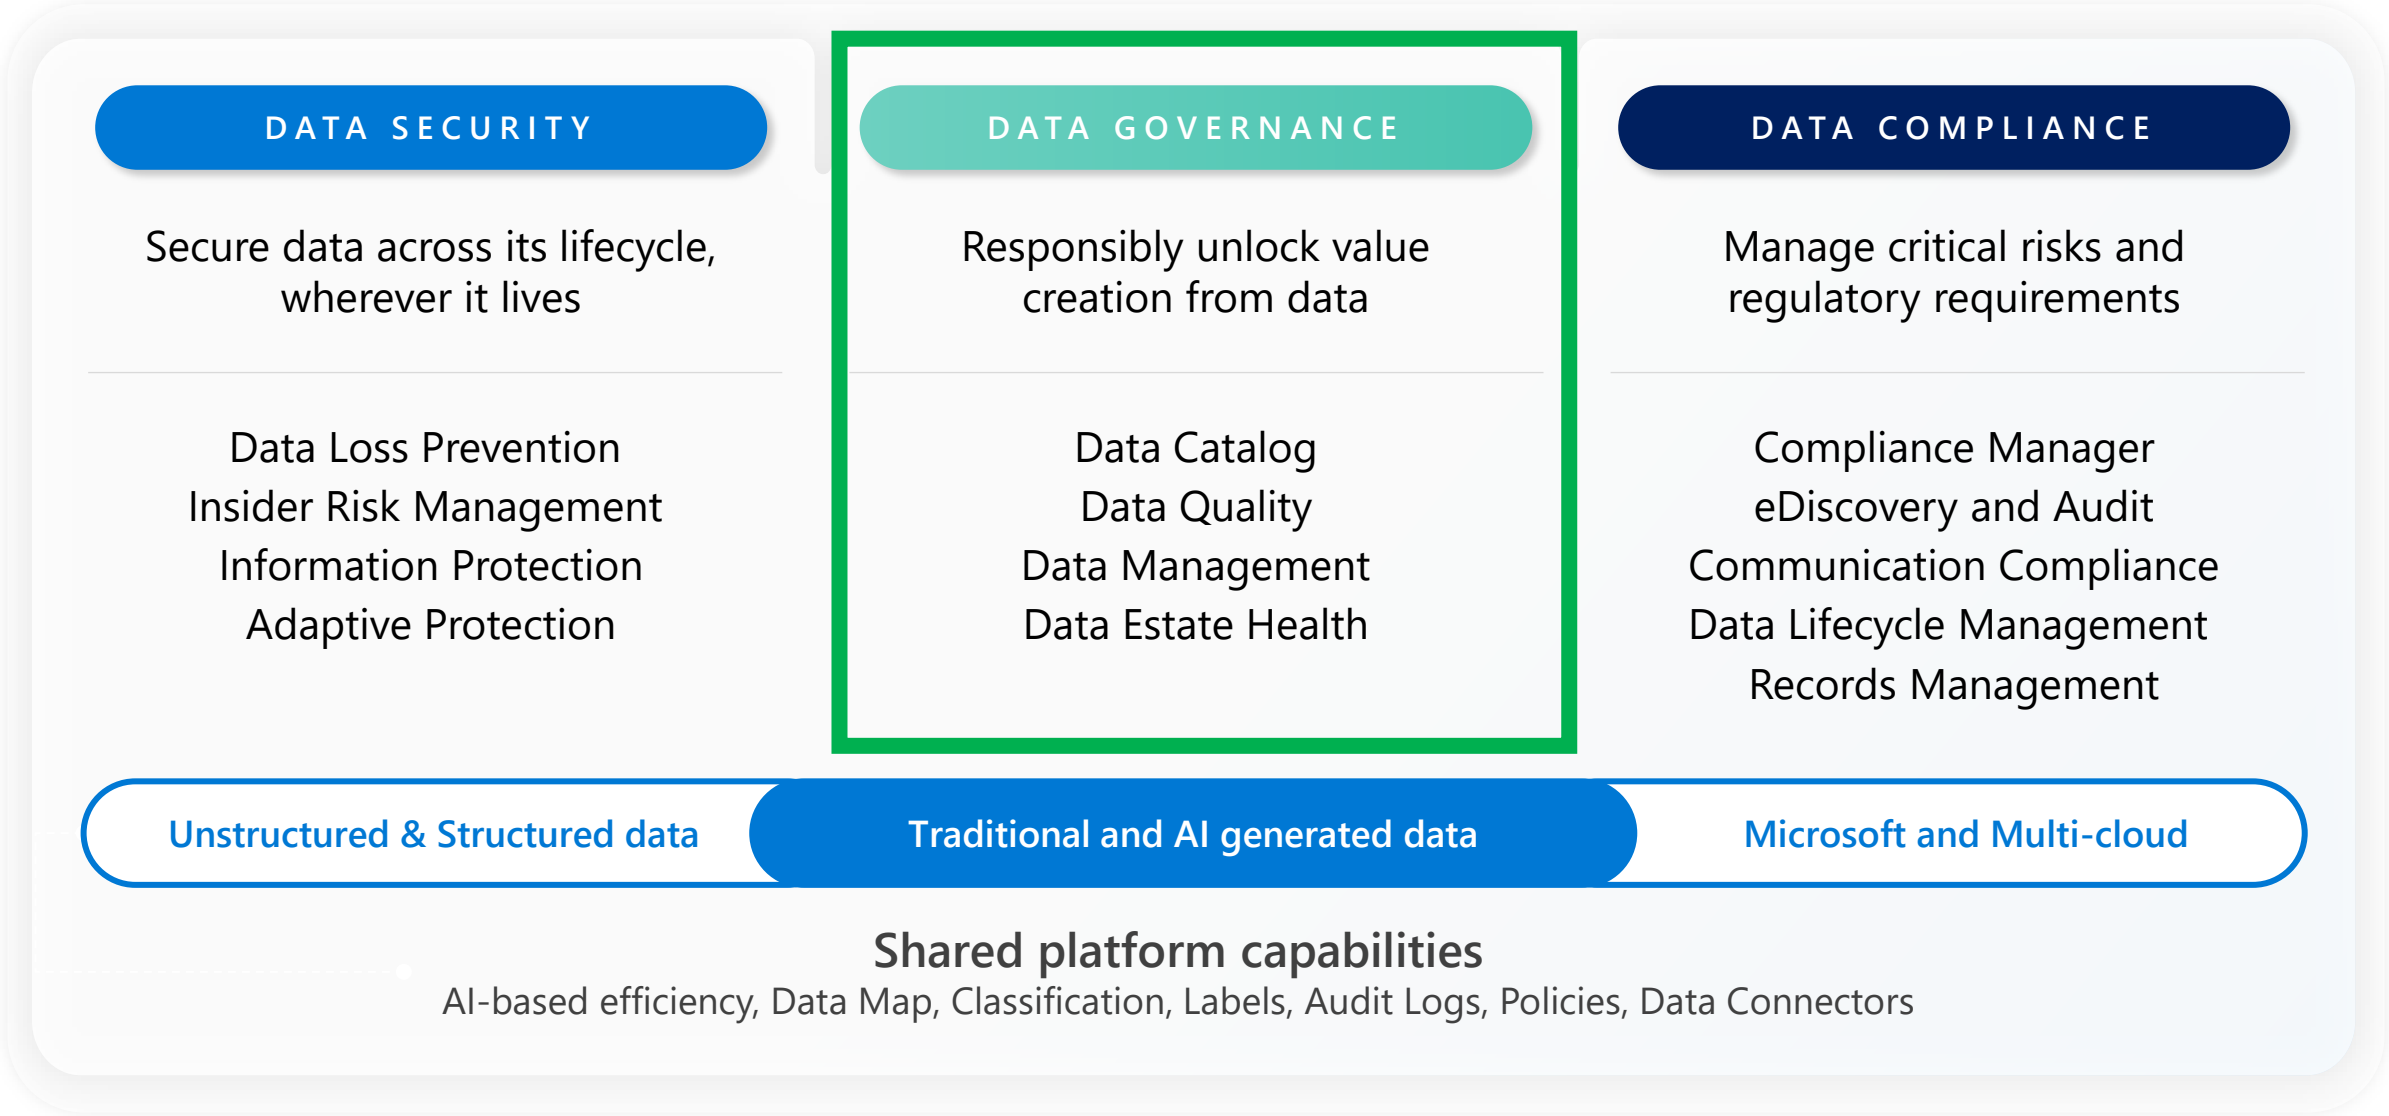 DATA SECURITY
Secure data across its lifecycle,
wherever it lives
Data Loss Prevention
Insider Risk Management
Information Protection
Adaptive Protection
DATA GOVERNANCE
Responsibly unlock value
creation from data
Data Catalog
Data Quality
Data Management
Data Estate Health
DATA COMPLIANCE
Manage critical risks and
regulatory requirements
Compliance Manager
eDiscovery and Audit
Communication Compliance
Data Lifecycle Management
Records Management
Unstructured & Structured data
Traditional and AI generated data
Microsoft and Multi-cloud
Shared platform capabilities
AI-based efficiency, Data Map, Classification, Labels, Audit Logs, Policies, Data Connectors